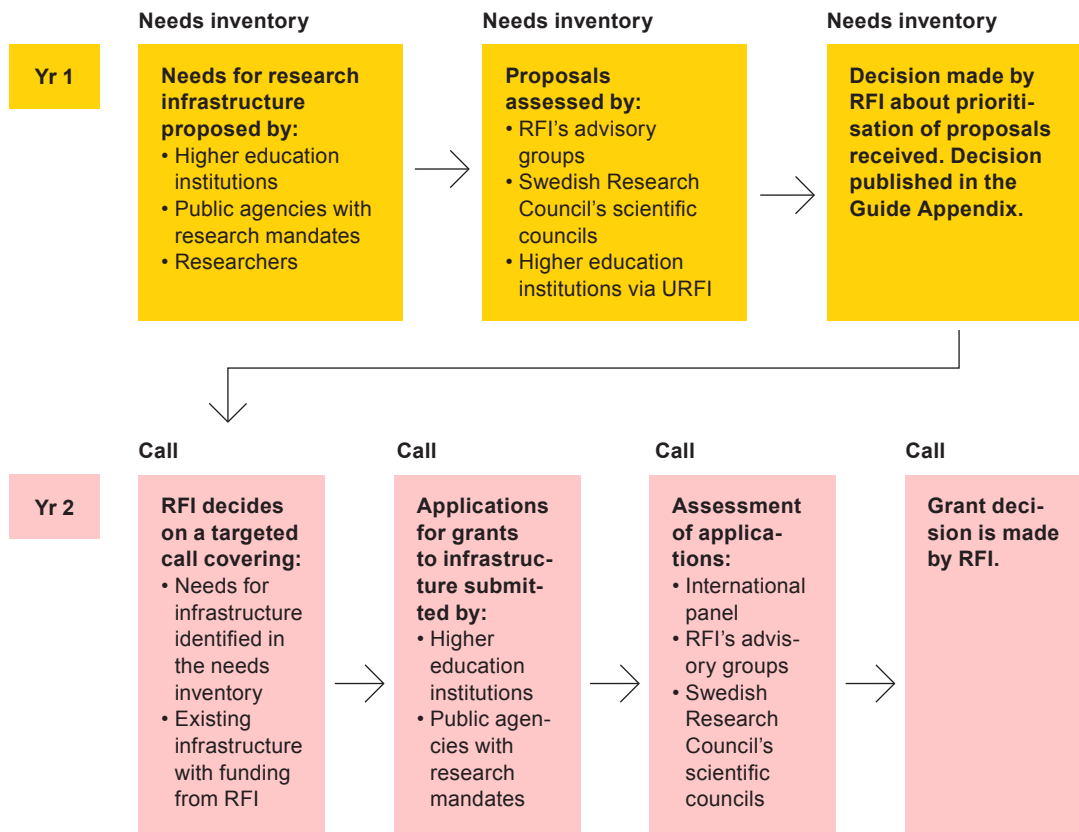 Needs inventory
Needs inventory
Needs inventory
Yr 1
Needs for research
infrastructure
proposed by:
• Higher education
institutions
• Public agencies with
research mandates
• Researchers
Proposals
assessed by:
• RFI's advisory
groups
• Swedish Research
Council's scientific
councils
• Higher education
institutions via URFI
Decision made by
RFI about prioriti-
sation of proposals
received. Decision
published in the
Guide Appendix.
Call
Call
Call
Call
Yr 2
RFI decides
on a targeted
call covering:
• Needs for
infrastructure
identified in
the needs
inventory
• Existing
infrastructure
with funding
from RFI
Applications
for grants
to infrastruc-
ture submit-
ted by:
• Higher
education
institutions
• Public agen-
cies with
research
mandates
Assessment
of applica-
tions:
• International
panel
• RFI's advis-
ory groups
• Swedish
Research
Council's
scientific
councils
Grant deci-
sion is made
by RFI.